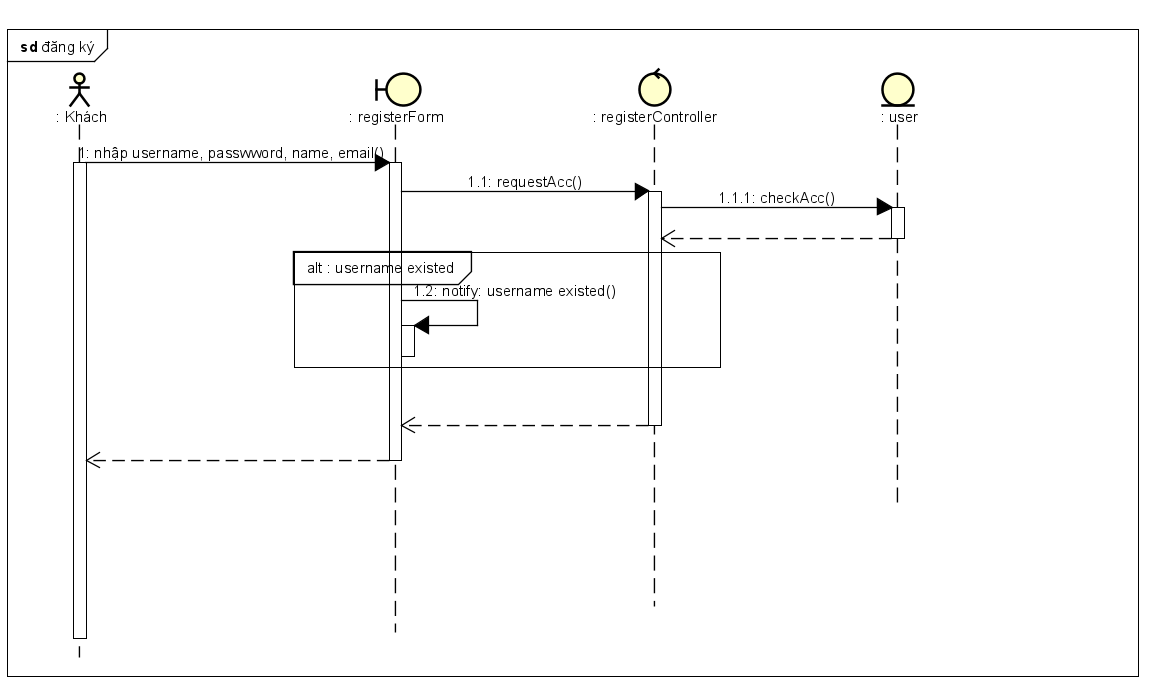 sd đăng ký
: Khách
: registerForm
: registerController
: user
1: nhập username, passwword, name, email()
1.1: requestAcc()
1.1.1: checkAcc()
alt : username existed
1.2: notify: username existed()